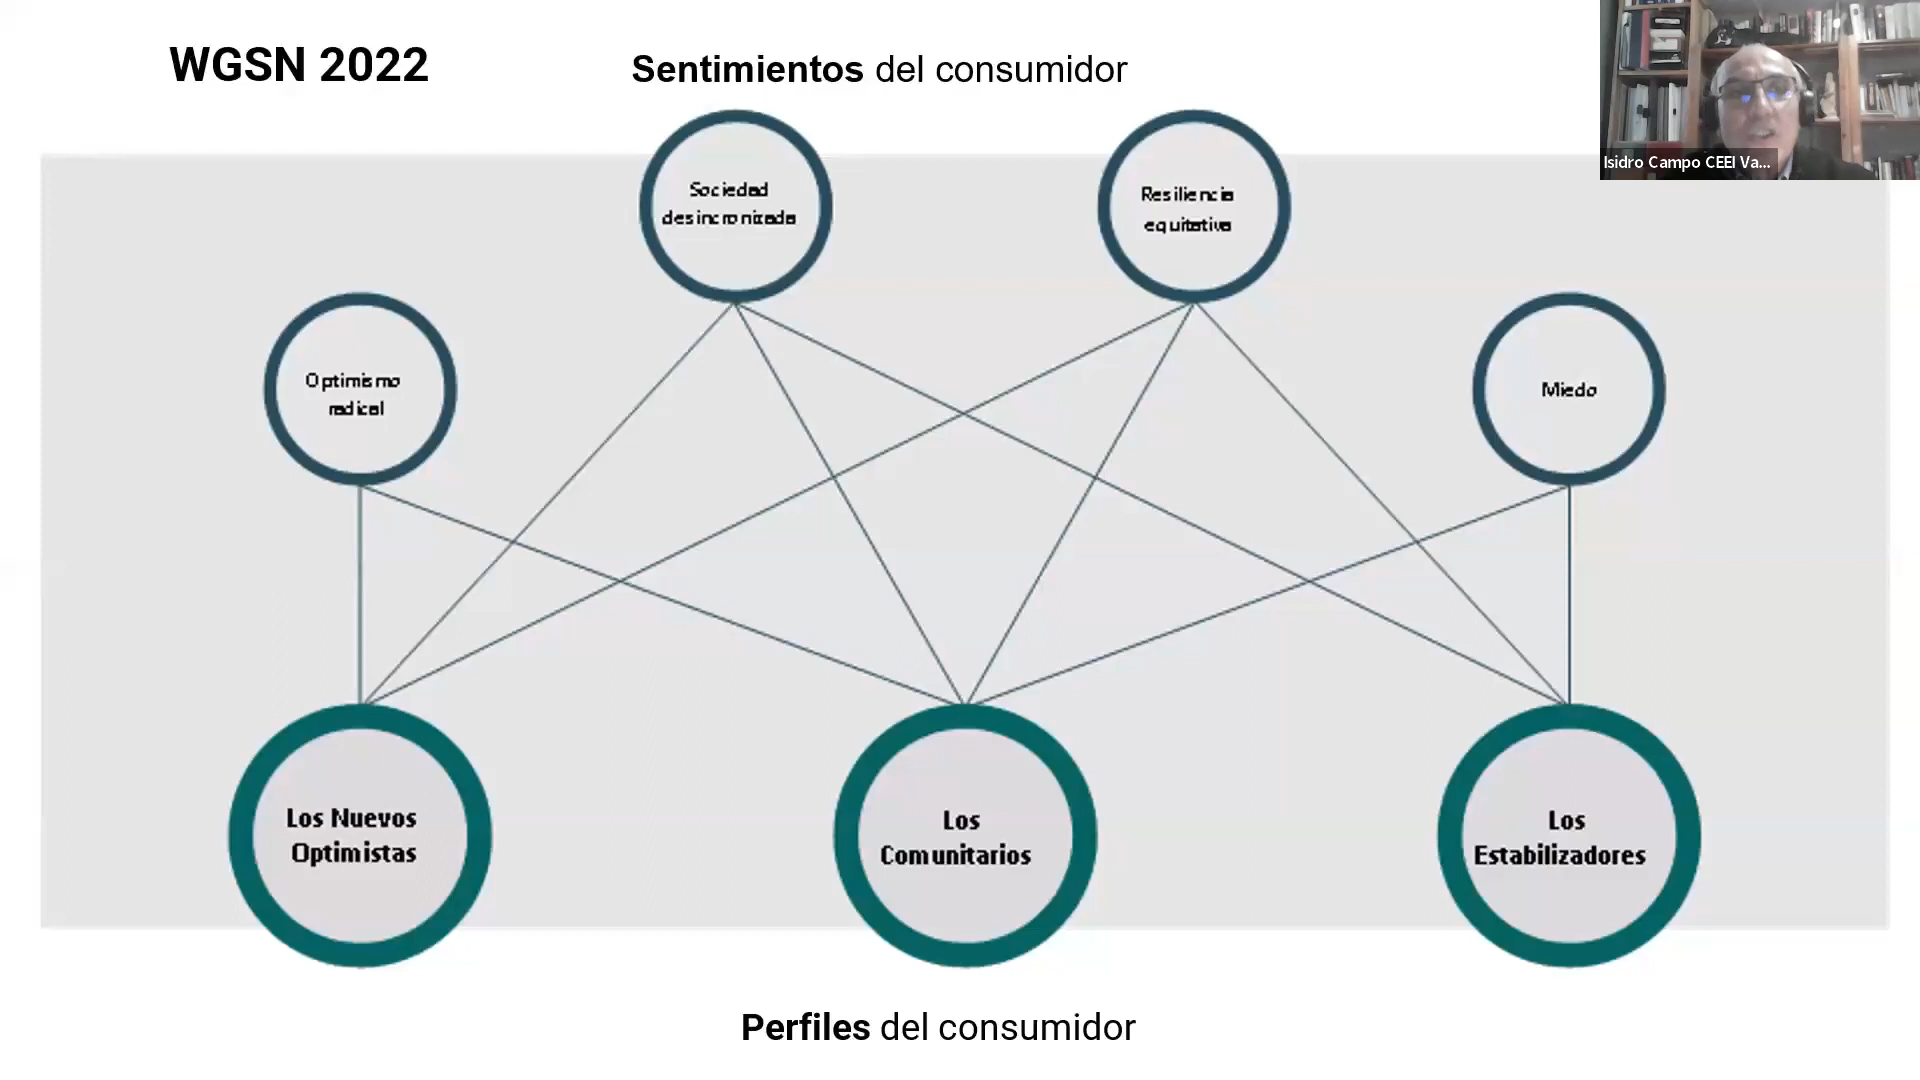 WGSN 2022
Sentimientos del consumidor
Isidro Campo CEEI Va...
Sociedad
desincronizada
Resiliencia
equitativa
Optimismo
radical
Miedo
Los Nuevos
Optimistas
Los
Comunitarios
Los
Estabilizadores
Perfiles del consumidor